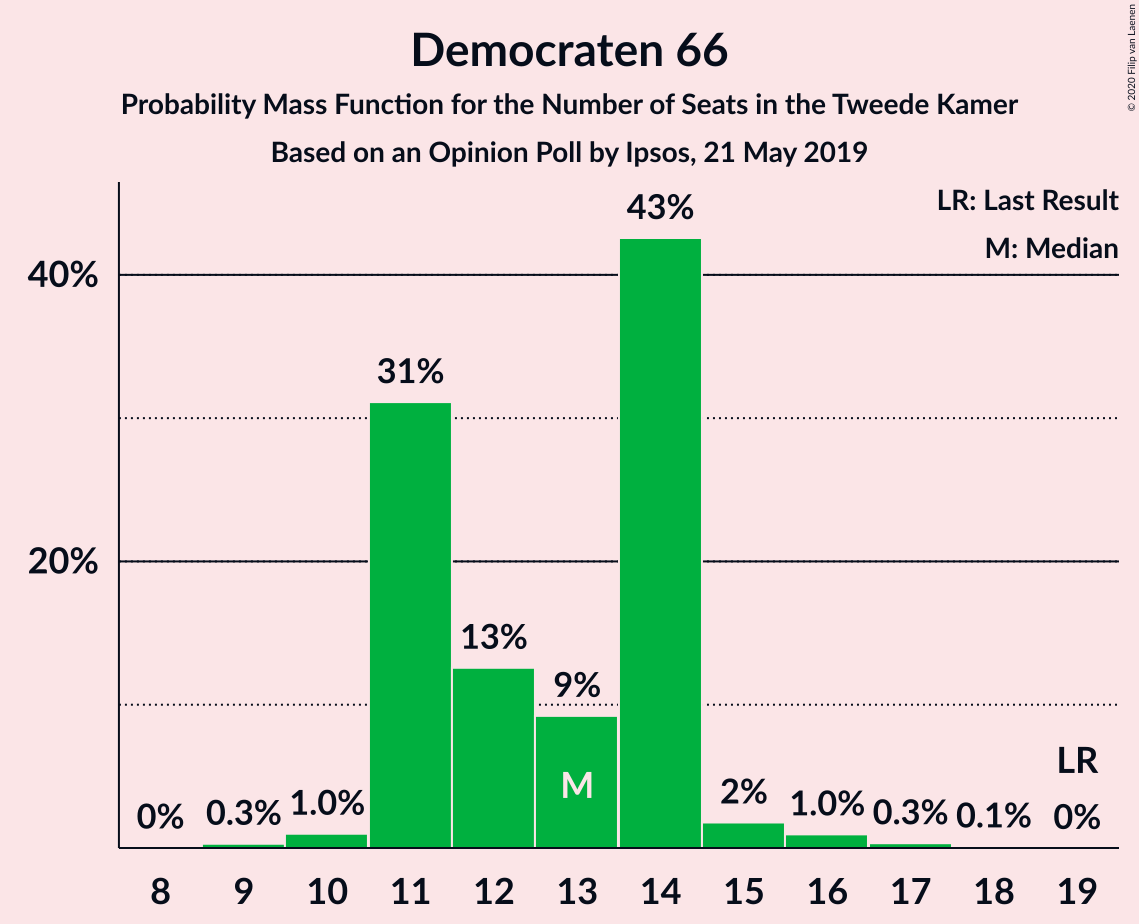 Democraten 66
Probability Mass Function for the Number of Seats in the Tweede Kamer
Based on an Opinion Poll by Ipsos, 21 May 2019
© 2020 Filip van Laenen
LR: Last Result
M: Median
40%
20%
0%
0.3%
1.0%
31%
13%
9%
M
43%
2%
1.0%
0.3%
0.1%
LR
0%
8 9 10 11 12 13 14 15 16 17 18 19